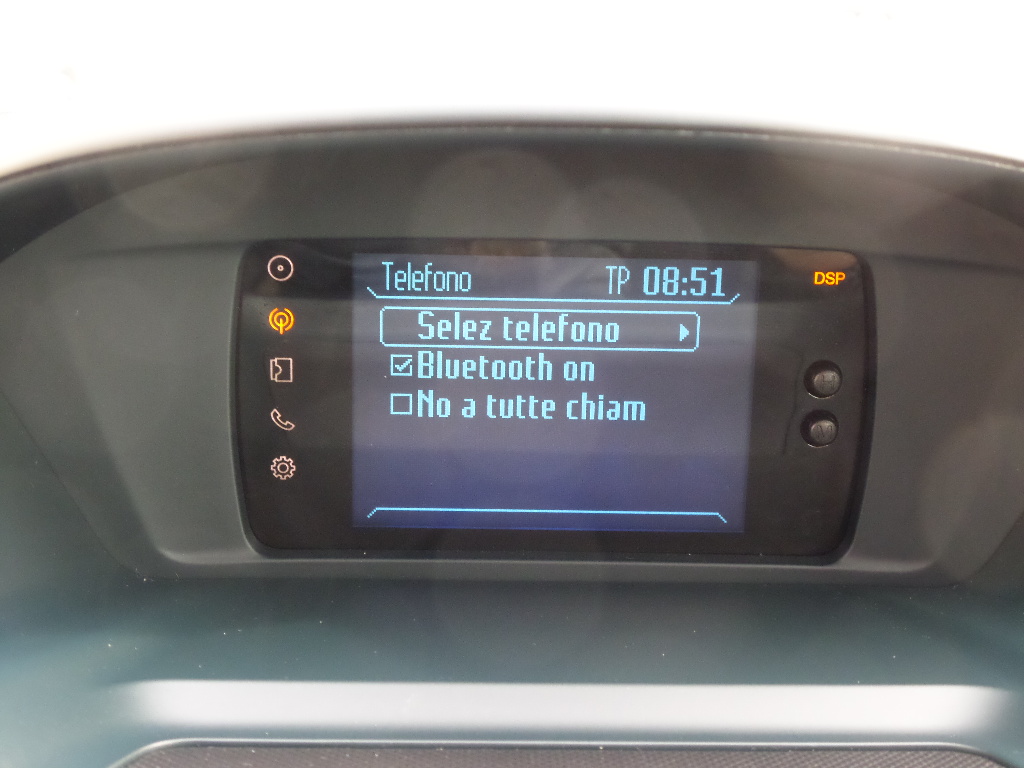 Telefono TP 08:51
DSP
Selez telefono
Bluetooth on
No a tutte chiam